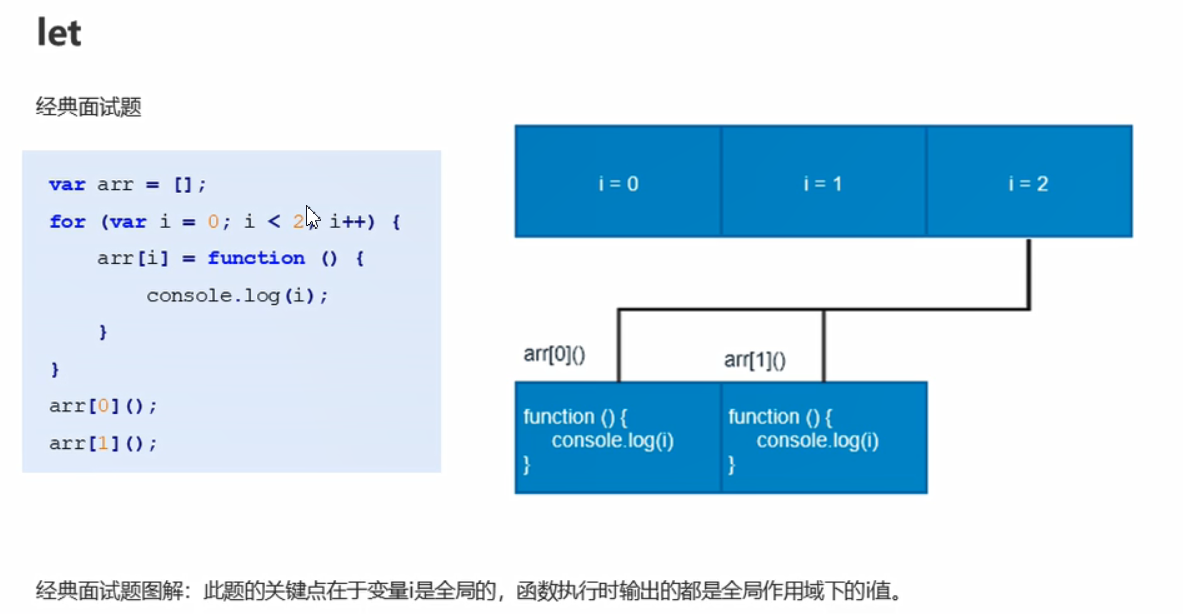 let
经典面试题
var arr = [];
for (var i = 0; i < 2; i++) {
arr[i] = function () {
console.log(i);
}
}
arr[0]();
arr[1]();
i = 0
i = 1
i = 2
arr[0]()
arr[1]()
function () {
console.log(i)
}
function () {
console.log(i)
}
经典面试题图解：此题的关键点在于变量i是全局的，函数执行时输出的都是全局作用域下的i值。